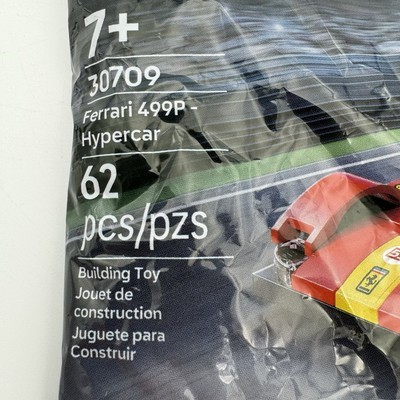 7+
30709
Ferrari 499P -
Hypercar
62
pcs/pzs
Building Toy
Jouet de
construction
Juguete para
Construir